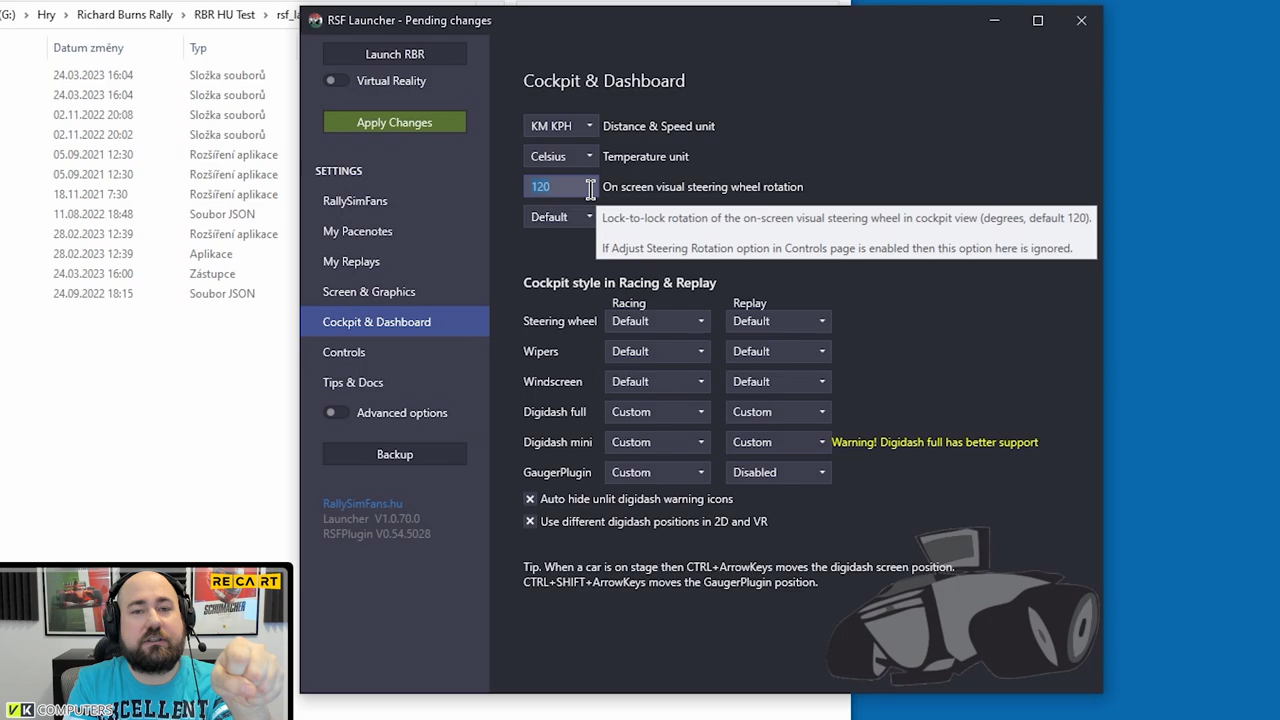 (G:) › Hry › Richard Burns Rally › RBR HU Test › rsf_la
Datum změny Typ
24.03.2023 16:04 Složka souborů
24.03.2023 16:04 Složka souborů
02.11.2022 20:08 Složka souborů
02.11.2022 20:02 Složka souborů
05.09.2021 12:30 Rozšíření aplikace
05.09.2021 12:30 Rozšíření aplikace
18.11.2021 7:30 Rozšíření aplikace
11.08.2022 18:48 Soubor JSON
28.02.2023 12:39 Rozšíření aplikace
28.02.2023 12:39 Aplikace
24.03.2023 16:00 Zástupce
24.09.2022 18:15 Soubor JSON
RSF Launcher - Pending changes
Launch RBR
Virtual Reality
Apply Changes
SETTINGS
RallySimFans
My Pacenotes
My Replays
Screen & Graphics
Cockpit & Dashboard
Controls
Tips & Docs
Advanced options
Backup
RallySimFans.hu
Launcher V1.0.70.0
RSFPlugin V0.54.5028
Cockpit & Dashboard
KM KPH Distance & Speed unit
Celsius Temperature unit
120 On screen visual steering wheel rotation
Default
Lock-to-lock rotation of the on-screen visual steering wheel in cockpit view (degrees, default 120).
If Adjust Steering Rotation option in Controls page is enabled then this option here is ignored.
Cockpit style in Racing & Replay
Racing Replay
Steering wheel Default Default
Wipers Default Default
Windscreen Default Default
Digidash full Custom Custom
Digidash mini Custom Custom Warning! Digidash full has better support
GaugerPlugin Custom Disabled
Auto hide unlit digidash warning icons
Use different digidash positions in 2D and VR
Tip. When a car is on stage then CTRL+ArrowKeys moves the digidash screen position.
CTRL+SHIFT+ArrowKeys moves the GaugerPlugin position.
RECART
SCHUMACHER
EXCELLENT
VK COMPUTERS